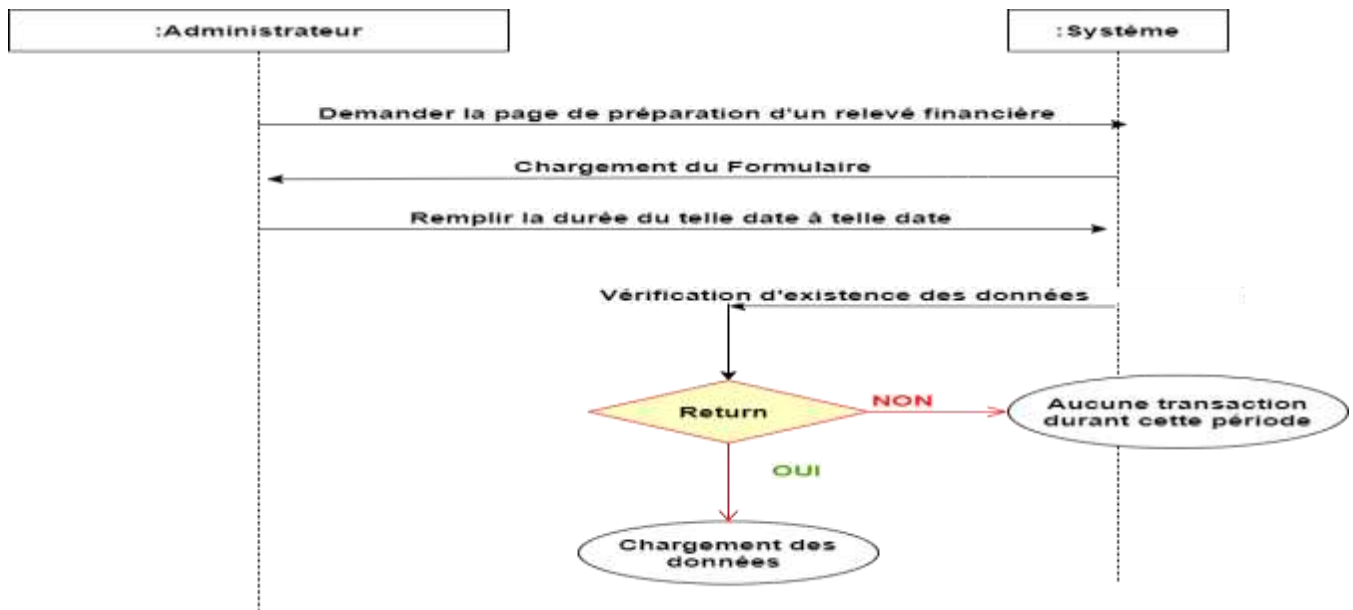 :Administrateur
:Système
Demander la page de préparation d'un relevé financière
Chargement du Formulaire
Remplir la durée du telle date à telle date
Vérification d'existence des données
Return
NON
Aucune transaction
durant cette période
OUI
Chargement des
données